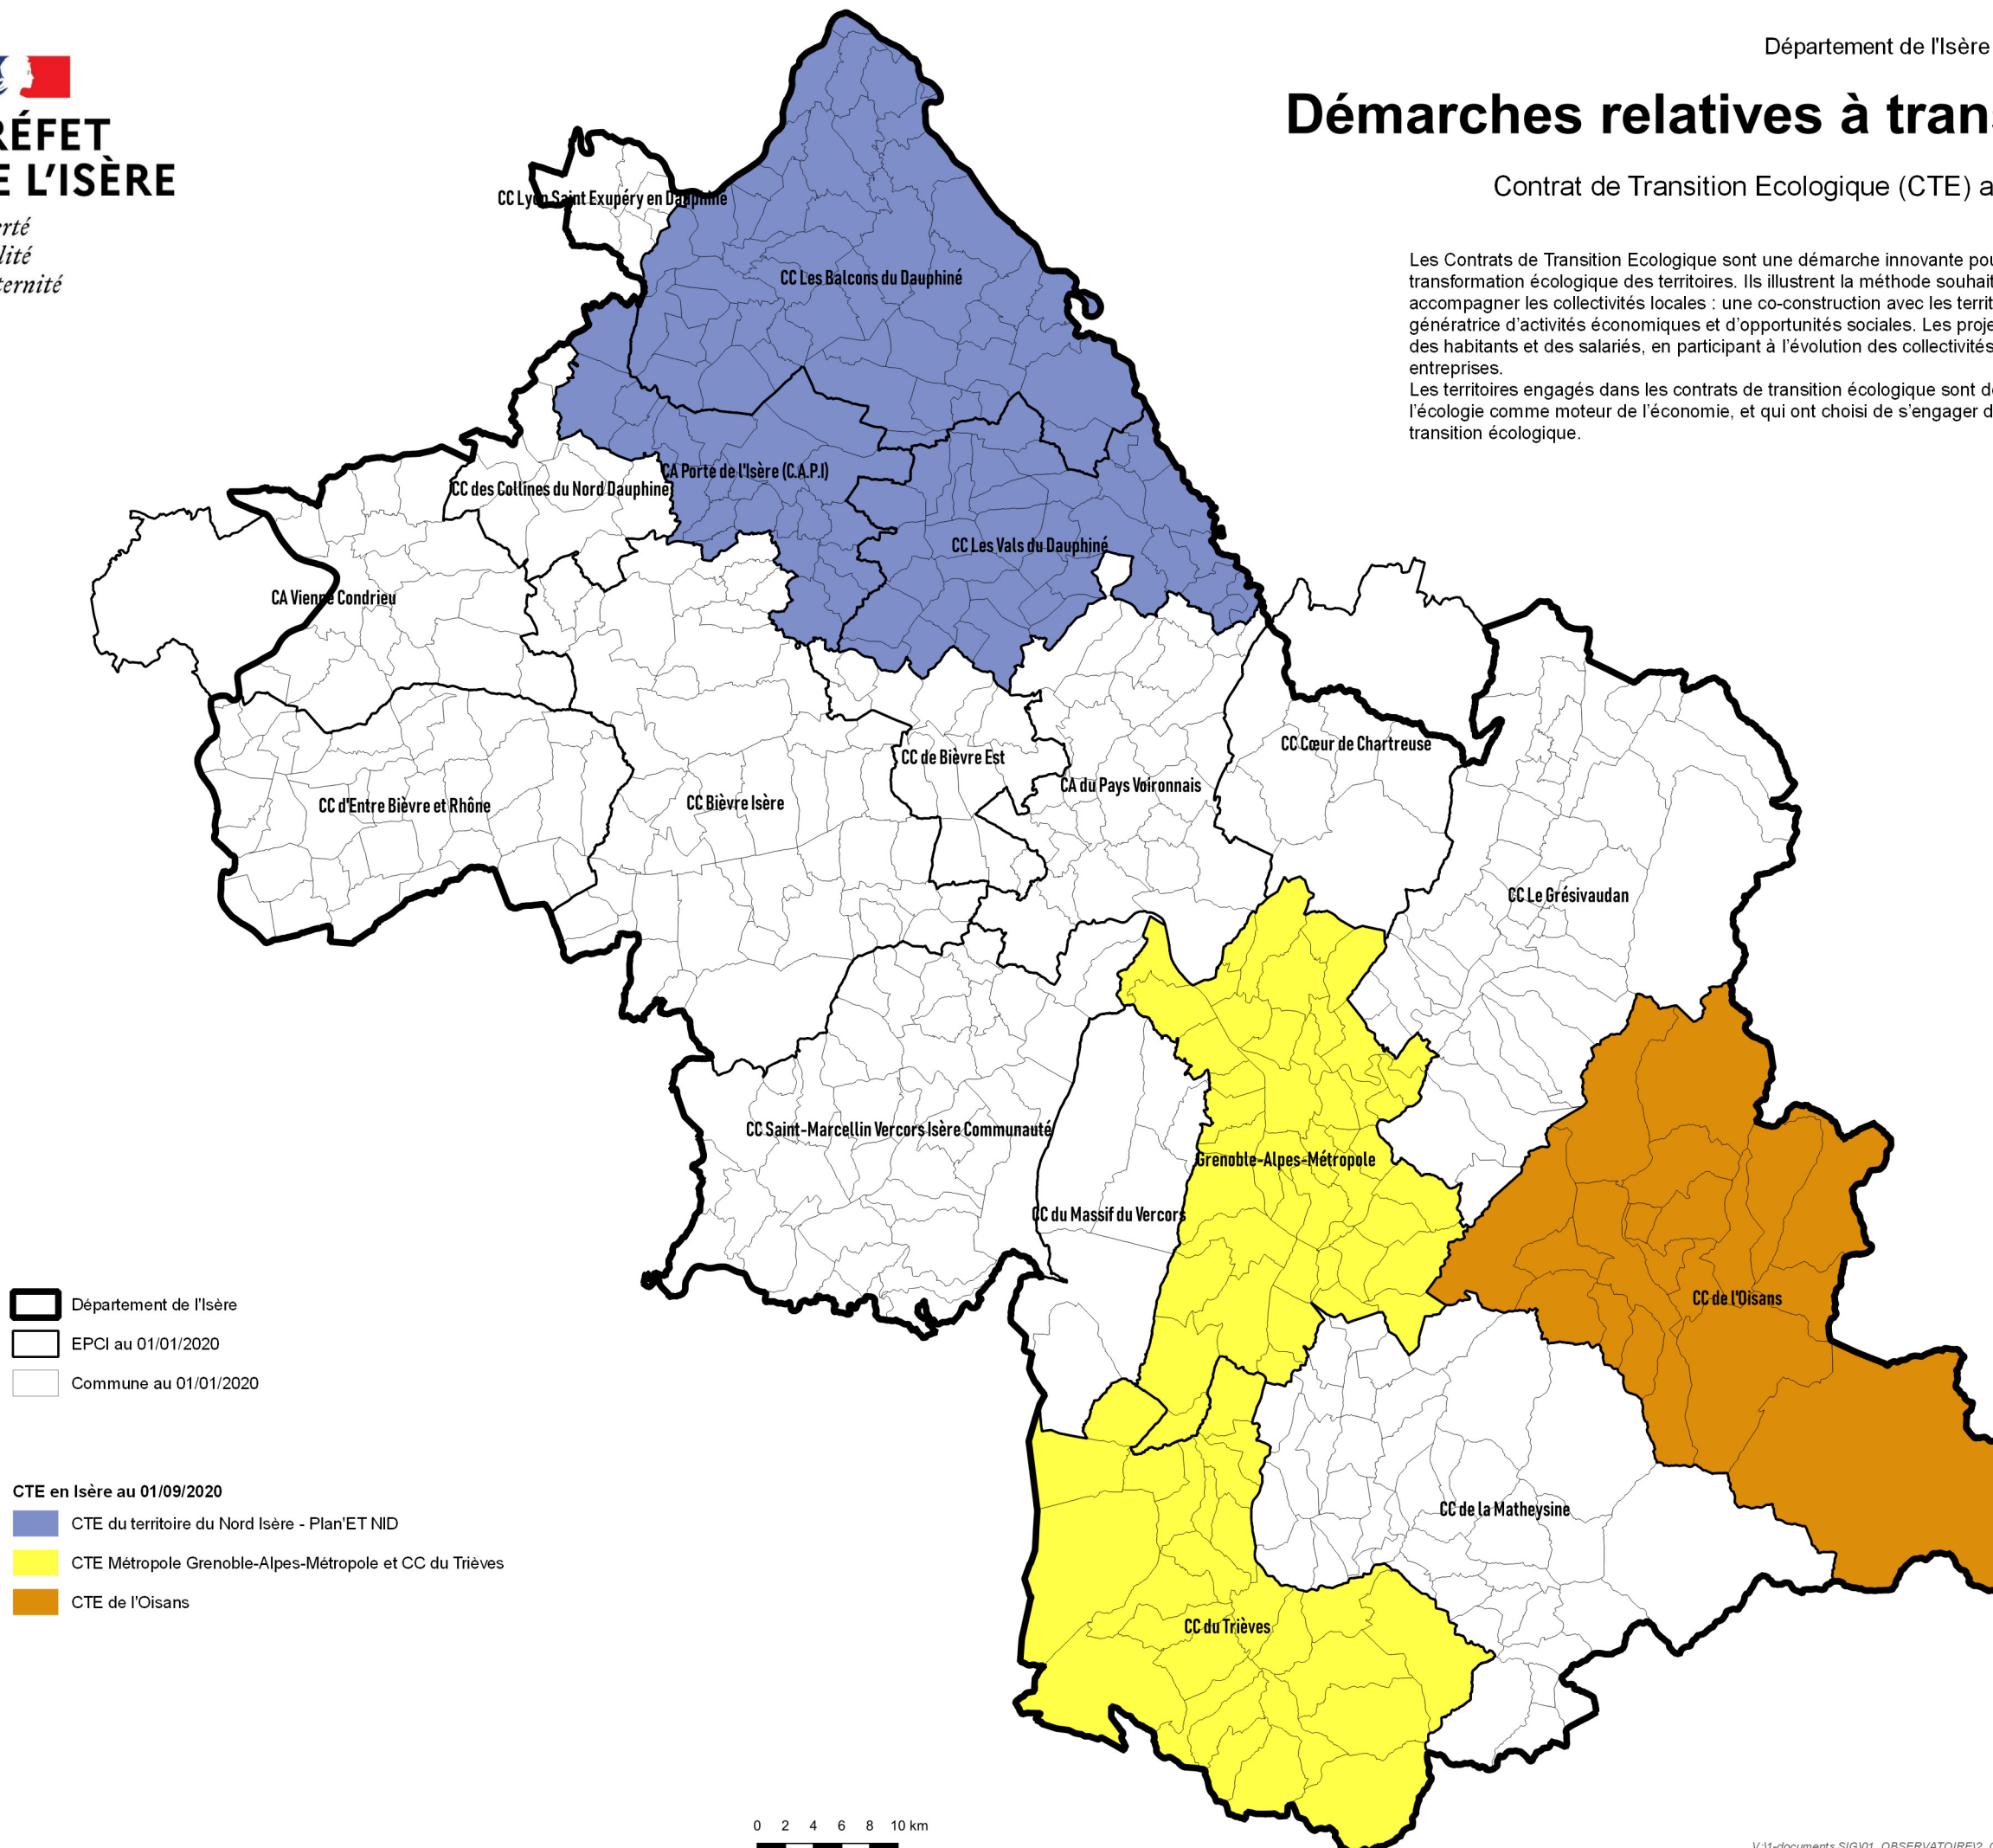 Département de l'Isère
Démarches relatives à
Contrat de Transition Ecologique (CTE)
L'ISÈRE
Les Contrats de Transition Ecologique sont une démarche innovante
transformation écologique des territoires. Ils illustrent la méthode
accompagner les collectivités locales : une co-construction avec les
génératrice d'activités économiques et d'opportunités sociales. Les
des habitants et des salariés, en participant à l'évolution des collectivités
entreprises.
Les territoires engagés dans les contrats de transition écologique sont
l'écologie comme moteur de l'économie, et qui ont choisi de s'engager
transition écologique.
CC Lyon Saint Exupéry en Dauphiné
CC Les Balcons du Dauphiné
CA Porte de l'Isère (C.A.P.I)
CC des Collines du Nord Dauphiné
CC Les Vals du Dauphiné
CA Vienne Condrieu
CC Cœur de Chartreuse
CC de Bièvre Est
CA du Pays Voironnais
CC d'Entre Bièvre et Rhône
CC Bièvre Isère
CC Le Grésivaudan
CC Saint-Marcellin Vercors Isère Communauté
Grenoble-Alpes-Métropole
CC du Massif du Vercors
CC de l'Oisans
CC de la Matheysine
CC du Trièves
Département de l'Isère
EPCI au 01/01/2020
Commune au 01/01/2020
CTE en Isère au 01/09/2020
CTE du territoire du Nord Isère - Plan'ET NID
CTE Métropole Grenoble-Alpes-Métropole et CC du Trièves
CTE de l'Oisans
0 2 4 6 8 10 km